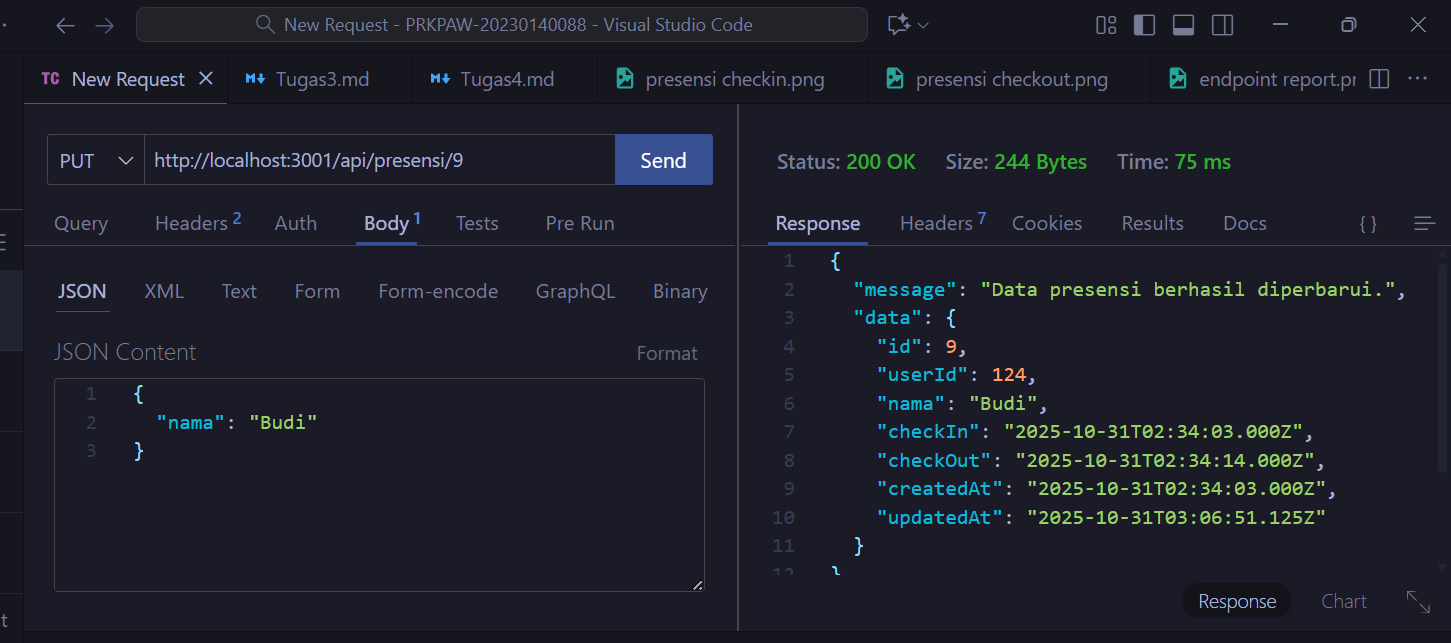 New Request - PRKPAW-20230140088 - Visual Studio Code
TC New Request Tugas3.md Tugas4.md presensi checkin.png presensi checkout.png endpoint report.pr
PUT http://localhost:3001/api/presensi/9 Send
Query Headers 2 Auth Body 1 Tests Pre Run
JSON XML Text Form Form-encode GraphQL Binary
JSON Content Format
1 {
2 "nama": "Budi"
3 }
Status: 200 OK Size: 244 Bytes Time: 75 ms
Response Headers 7 Cookies Results Docs { }
1 {
2 "message": "Data presensi berhasil diperbarui.",
3 "data": {
4 "id": 9,
5 "userId": 124,
6 "nama": "Budi",
7 "checkIn": "2025-10-31T02:34:03.000Z",
8 "checkOut": "2025-10-31T02:34:14.000Z",
9 "createdAt": "2025-10-31T02:34:03.000Z",
10 "updatedAt": "2025-10-31T03:06:51.125Z"
11 }
12 }
Response Chart
t